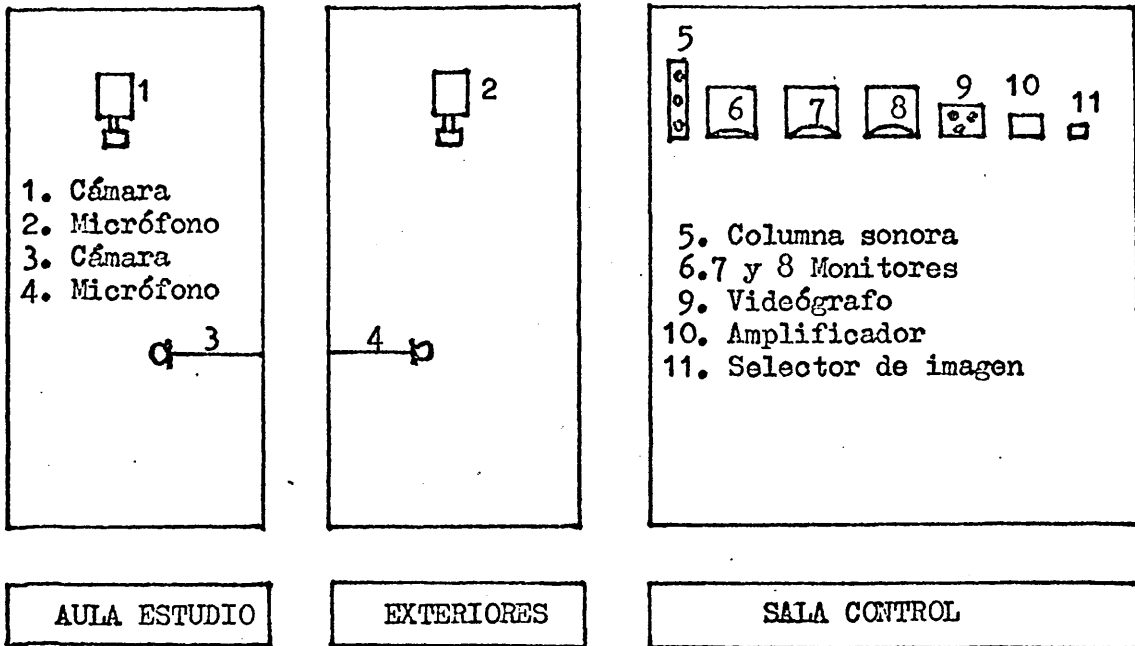 1
2
5
6
7
8
9
10
11
1. Cámara
2. Micrófono
3. Cámara
4. Micrófono
5. Columna sonora
6.7 y 8 Monitores
9. Videógrafo
10. Amplificador
11. Selector de imagen
3
4
AULA ESTUDIO
EXTERIORES
SALA CONTROL